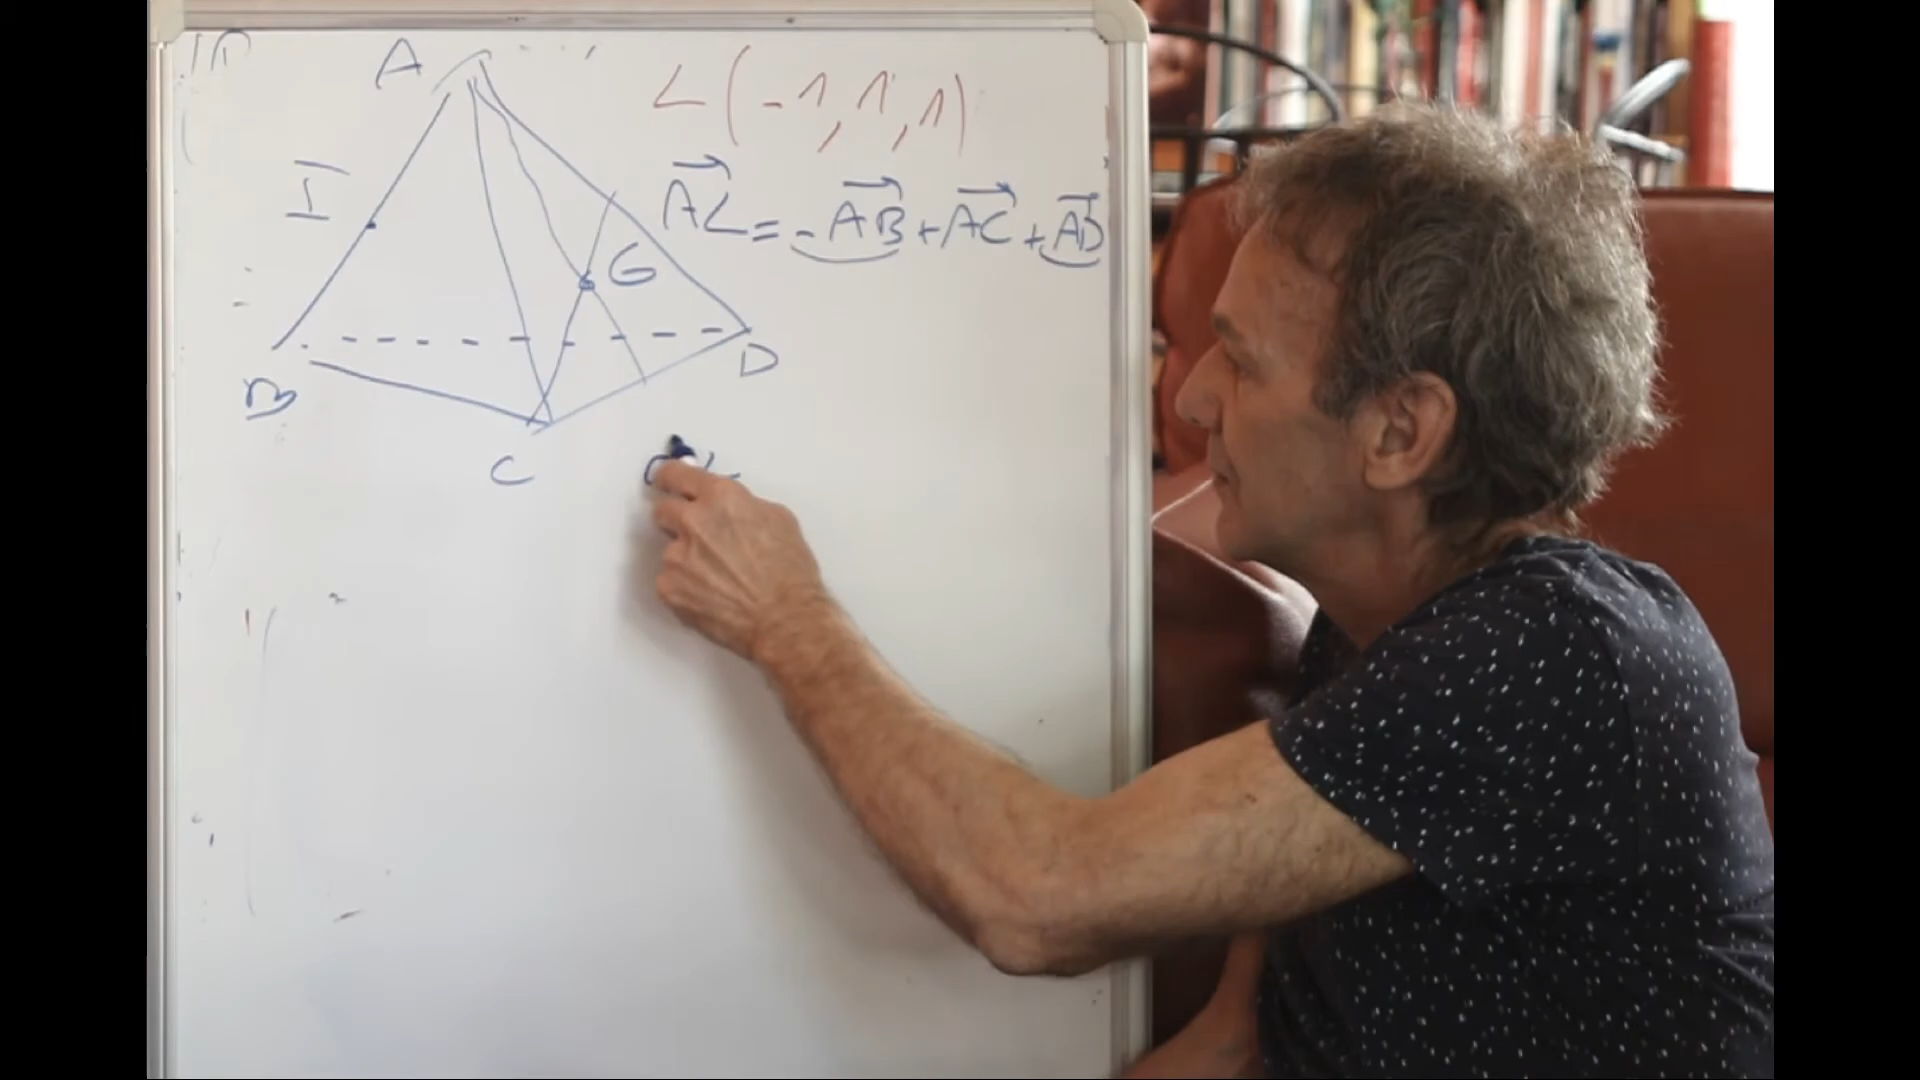 A
L(-1,1,1)
I
AL = -AB + AC + AD
G
B
D
C